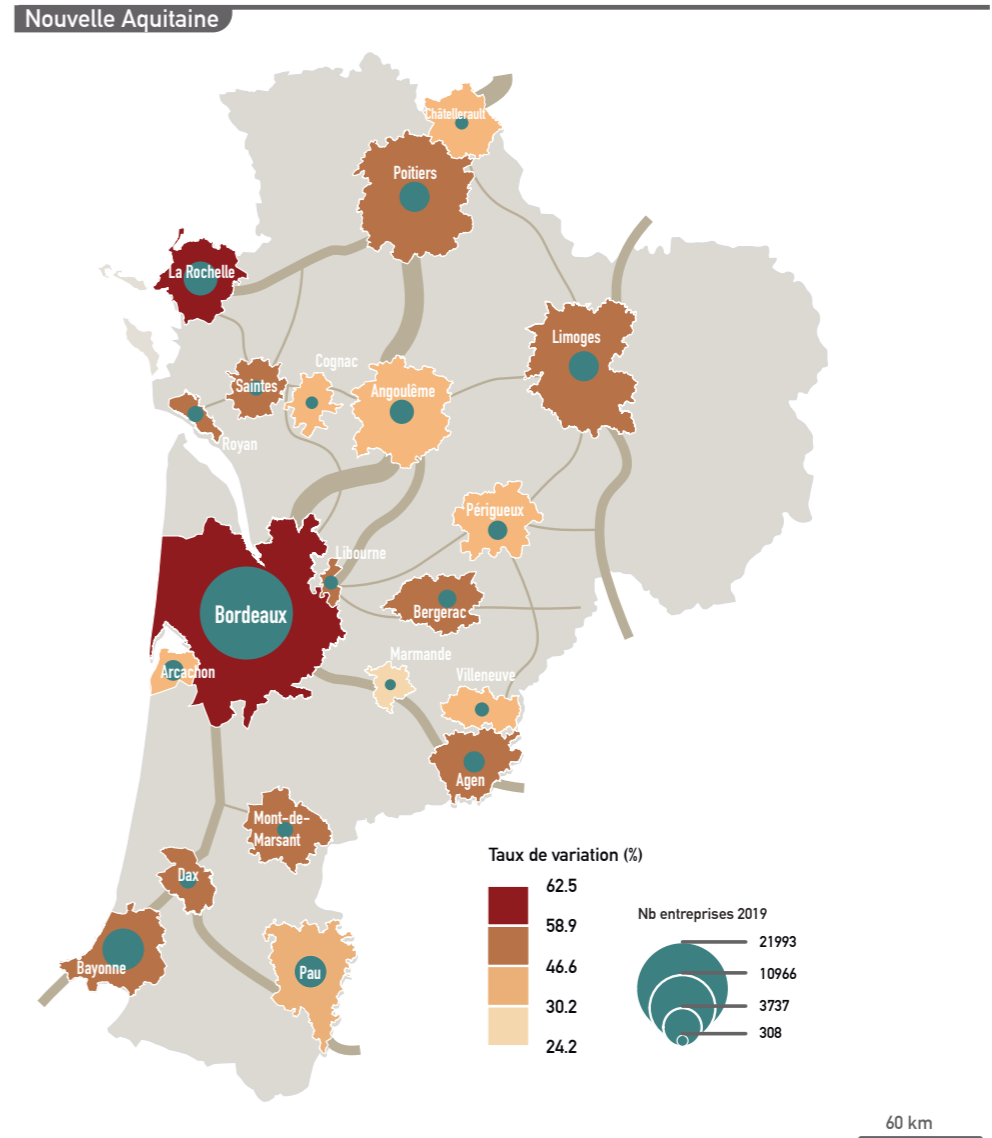 Nouvelle Aquitaine
Châtellerault
Poitiers
La Rochelle
Limoges
Cognac
Saintes
Angoulême
Royan
Périgueux
Libourne
Bordeaux
Bergerac
Marmande
Arcachon
Villeneuve
Agen
Mont-de-
Marsant
Dax
Bayonne
Pau
Taux de variation (%)
62.5
58.9
46.6
30.2
24.2
Nb entreprises 2019
21993
10966
3737
308
60 km